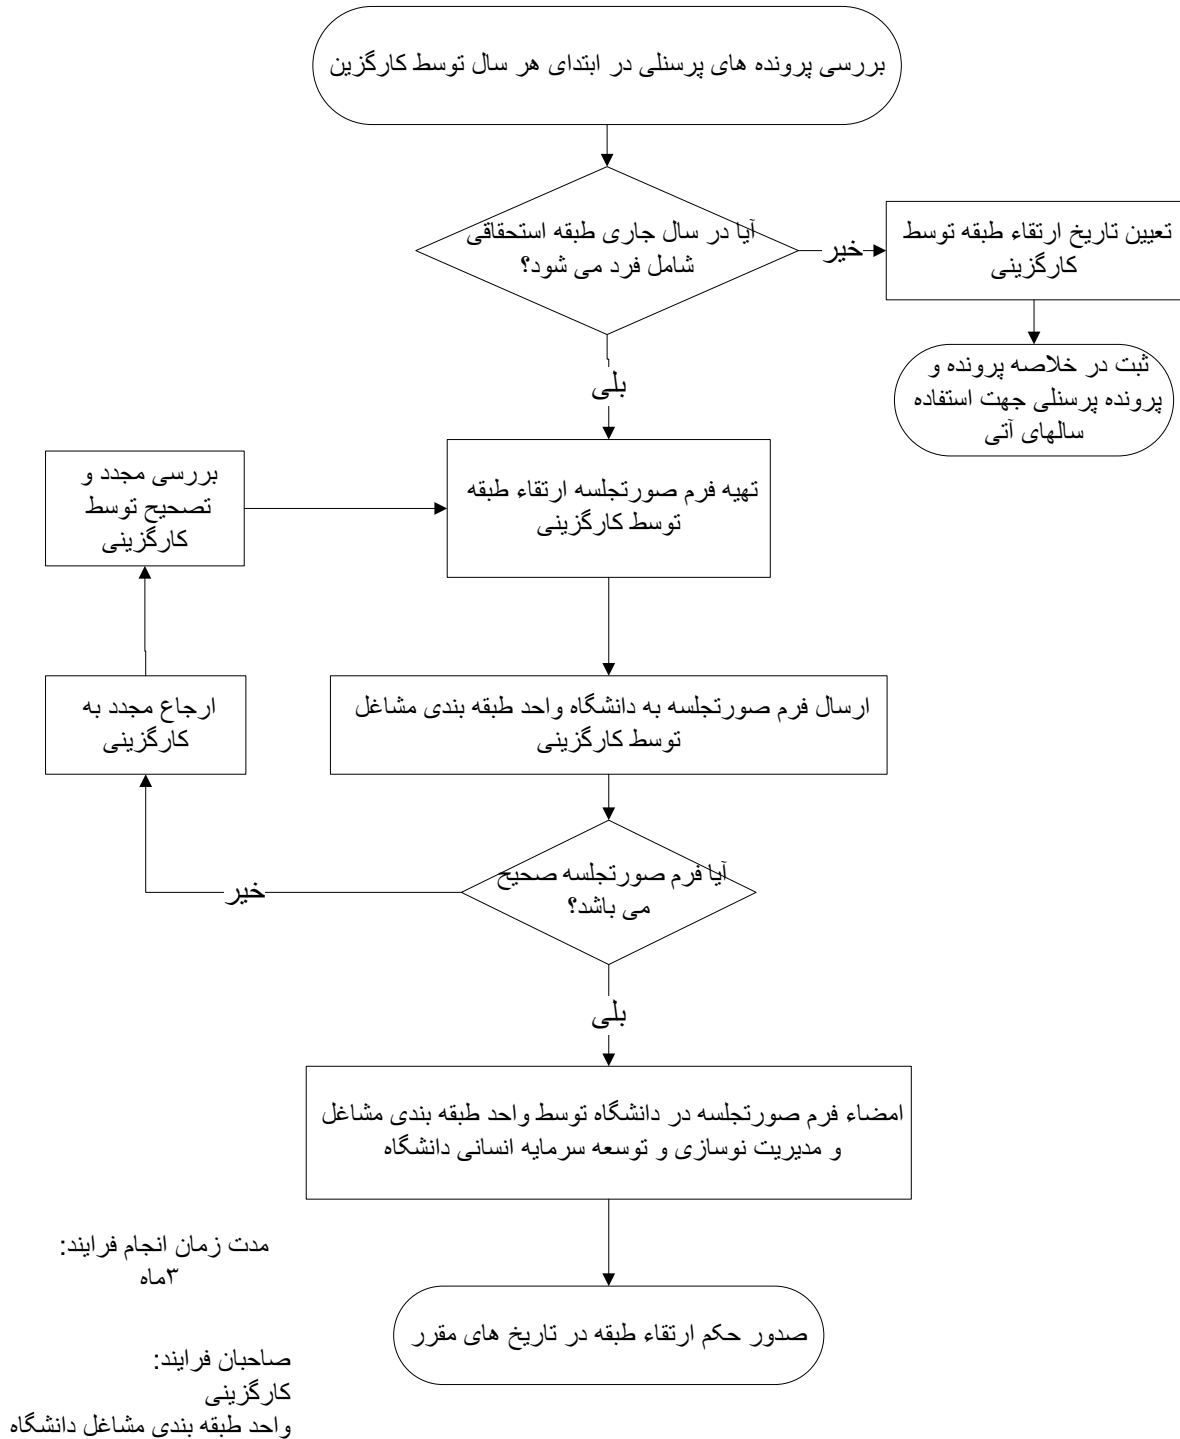 بررسی پرونده های پرسنلی در ابتدای هر سال توسط کارگزین
آیا در سال جاری طبقه استحقاقی
شامل فرد می شود؟
خیر
تعیین تاریخ ارتقاء طبقه توسط
کارگزینی
ثبت در خلاصه پرونده و
پرونده پرسنلی جهت استفاده
سالهای آتی
بلی
تهیه فرم صورتجلسه ارتقاء طبقه
توسط کارگزینی
بررسی مجدد و
تصحیح توسط
کارگزینی
ارسال فرم صورتجلسه به دانشگاه واحد طبقه بندی مشاغل
توسط کارگزینی
ارجاع مجدد به
کارگزینی
آیا فرم صورتجلسه صحیح
می باشد؟
خیر
بلی
امضاء فرم صورتجلسه در دانشگاه توسط واحد طبقه بندی مشاغل
و مدیریت نوسازی و توسعه سرمایه انسانی دانشگاه
صدور حکم ارتقاء طبقه در تاریخ های مقرر
مدت زمان انجام فرایند:
۳ماه
صاحبان فرایند:
کارگزینی
واحد طبقه بندی مشاغل دانشگاه